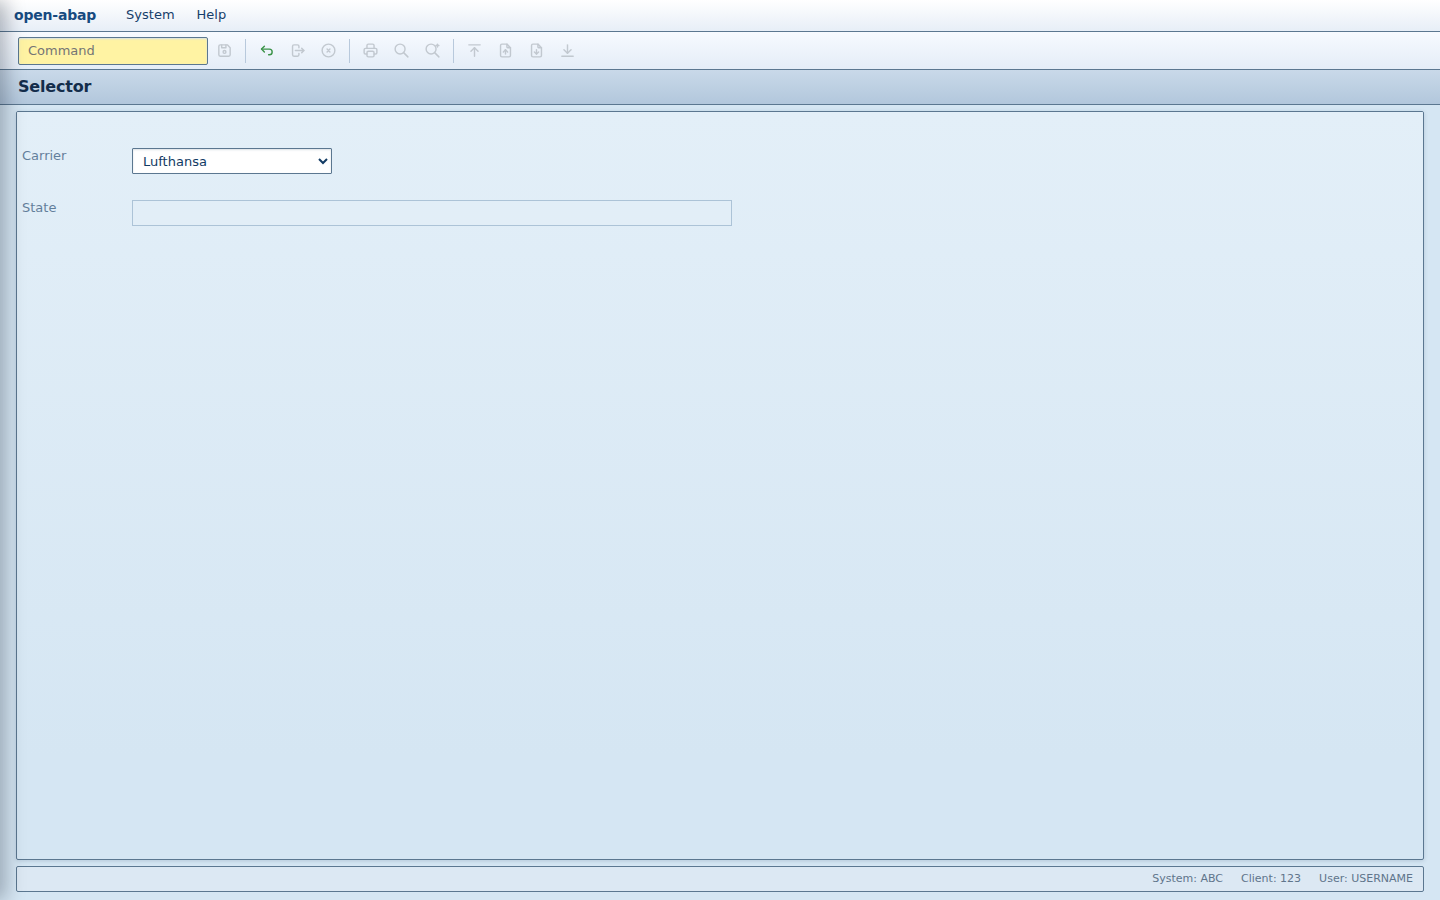 open-abap System Help
Command
Selector
Carrier Lufthansa
State
System: ABC Client: 123 User: USERNAME